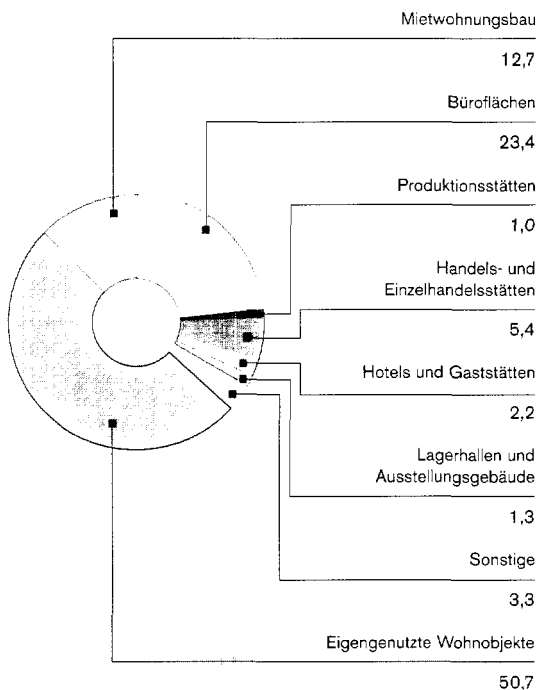 Mietwohnungsbau
12,7
Büroflächen
23,4
Produktionsstätten
1,0
Handels- und
Einzelhandelsstätten
5,4
Hotels und Gaststätten
2,2
Lagerhallen und
Ausstellungsgebäude
1,3
Sonstige
3,3
Eigengenutzte Wohnobjekte
50,7